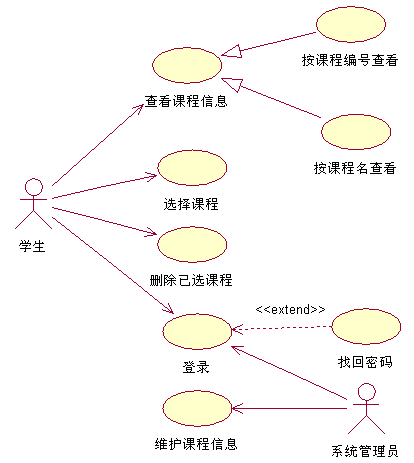 按课程编号查看
查看课程信息
按课程名查看
选择课程
学生
删除已选课程
<<extend>>
登录
找回密码
维护课程信息
系统管理员